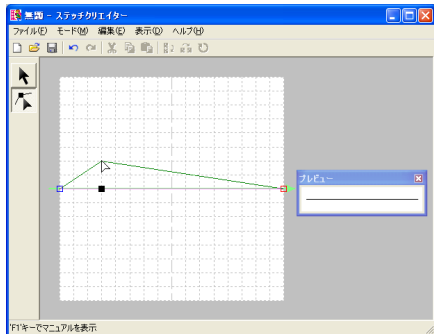 無題 - ステッチクリエイター
ファイル(F) モード(M) 編集(E) 表示(D) ヘルプ(H)
プレビュー
'F1'キーでマニュアルを表示